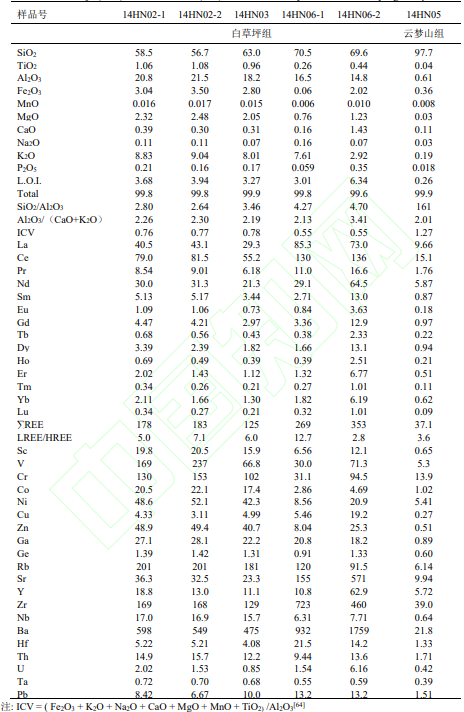 样品号 14HN02-1 14HN02-2 14HN03 14HN06-1 14HN06-2 14HN05
白草坪组 云梦山组
SiO₂ 58.5 56.7 63.0 70.5 69.6 97.7
TiO₂ 1.06 1.08 0.96 0.26 0.44 0.04
Al₂O₃ 20.8 21.5 18.2 16.5 14.8 0.61
Fe₂O₃ 3.04 3.50 2.80 0.06 2.02 0.36
MnO 0.016 0.017 0.015 0.006 0.010 0.008
MgO 2.32 2.48 2.05 0.76 1.23 0.03
CaO 0.39 0.30 0.31 0.16 1.43 0.11
Na₂O 0.11 0.11 0.07 0.16 0.07 0.03
K₂O 8.83 9.04 8.01 7.61 2.92 0.19
P₂O₅ 0.21 0.16 0.17 0.059 0.35 0.018
L.O.I. 3.68 3.94 3.27 3.01 6.34 0.26
Total 99.8 99.8 99.9 99.8 99.6 99.9
SiO₂/Al₂O₃ 2.80 2.64 3.46 4.27 4.70 161
Al₂O₃/（CaO+K₂O） 2.26 2.30 2.19 2.13 3.41 2.01
ICV 0.76 0.77 0.78 0.55 0.55 1.27
La 40.5 43.1 29.3 85.3 73.0 9.66
Ce 79.0 81.5 55.2 130 136 15.1
Pr 8.54 9.01 6.18 11.0 16.6 1.76
Nd 30.0 31.3 21.3 29.1 64.5 5.87
Sm 5.13 5.17 3.44 2.71 13.0 0.87
Eu 1.09 1.06 0.73 0.84 3.63 0.18
Gd 4.47 4.21 2.97 3.36 12.9 0.97
Tb 0.68 0.56 0.43 0.38 2.33 0.22
Dy 3.39 2.39 1.82 1.66 13.1 0.94
Ho 0.69 0.49 0.39 0.39 2.51 0.21
Er 2.02 1.43 1.12 1.32 6.77 0.51
Tm 0.34 0.26 0.21 0.27 1.01 0.11
Yb 2.11 1.66 1.30 1.82 6.19 0.62
Lu 0.34 0.27 0.21 0.32 1.01 0.09
∑REE 178 183 125 269 353 37.1
LREE/HREE 5.0 7.1 6.0 12.7 2.8 3.6
Sc 19.8 20.5 15.9 6.56 12.1 0.65
V 169 237 66.8 30.0 71.3 5.3
Cr 130 153 102 31.1 94.5 13.9
Co 20.5 22.1 17.4 2.86 4.69 1.02
Ni 48.6 52.1 42.3 8.56 20.9 5.41
Cu 4.33 3.11 4.99 5.46 19.2 0.27
Zn 48.9 49.4 40.7 8.04 25.3 0.51
Ga 27.1 28.1 22.2 20.8 18.2 0.89
Ge 1.39 1.42 1.31 0.91 1.33 0.60
Rb 201 201 181 120 91.5 6.14
Sr 36.3 32.5 23.3 155 571 9.94
Y 18.8 13.0 11.1 10.8 62.9 5.72
Zr 169 168 129 723 460 39.0
Nb 17.0 16.9 15.7 6.31 7.71 0.64
Ba 598 549 475 932 1759 21.8
Hf 5.22 5.21 4.08 21.5 14.2 1.33
Th 14.9 15.7 12.2 9.44 13.6 1.71
U 2.02 1.53 0.85 1.54 6.16 0.42
Ta 0.72 0.70 0.68 0.55 0.59 0.39
Pb 8.42 6.67 10.0 13.2 13.2 1.51
注: ICV = ( Fe₂O₃ + K₂O + Na₂O + CaO + MgO + MnO + TiO₂) /Al₂O₃[64]
中国知网